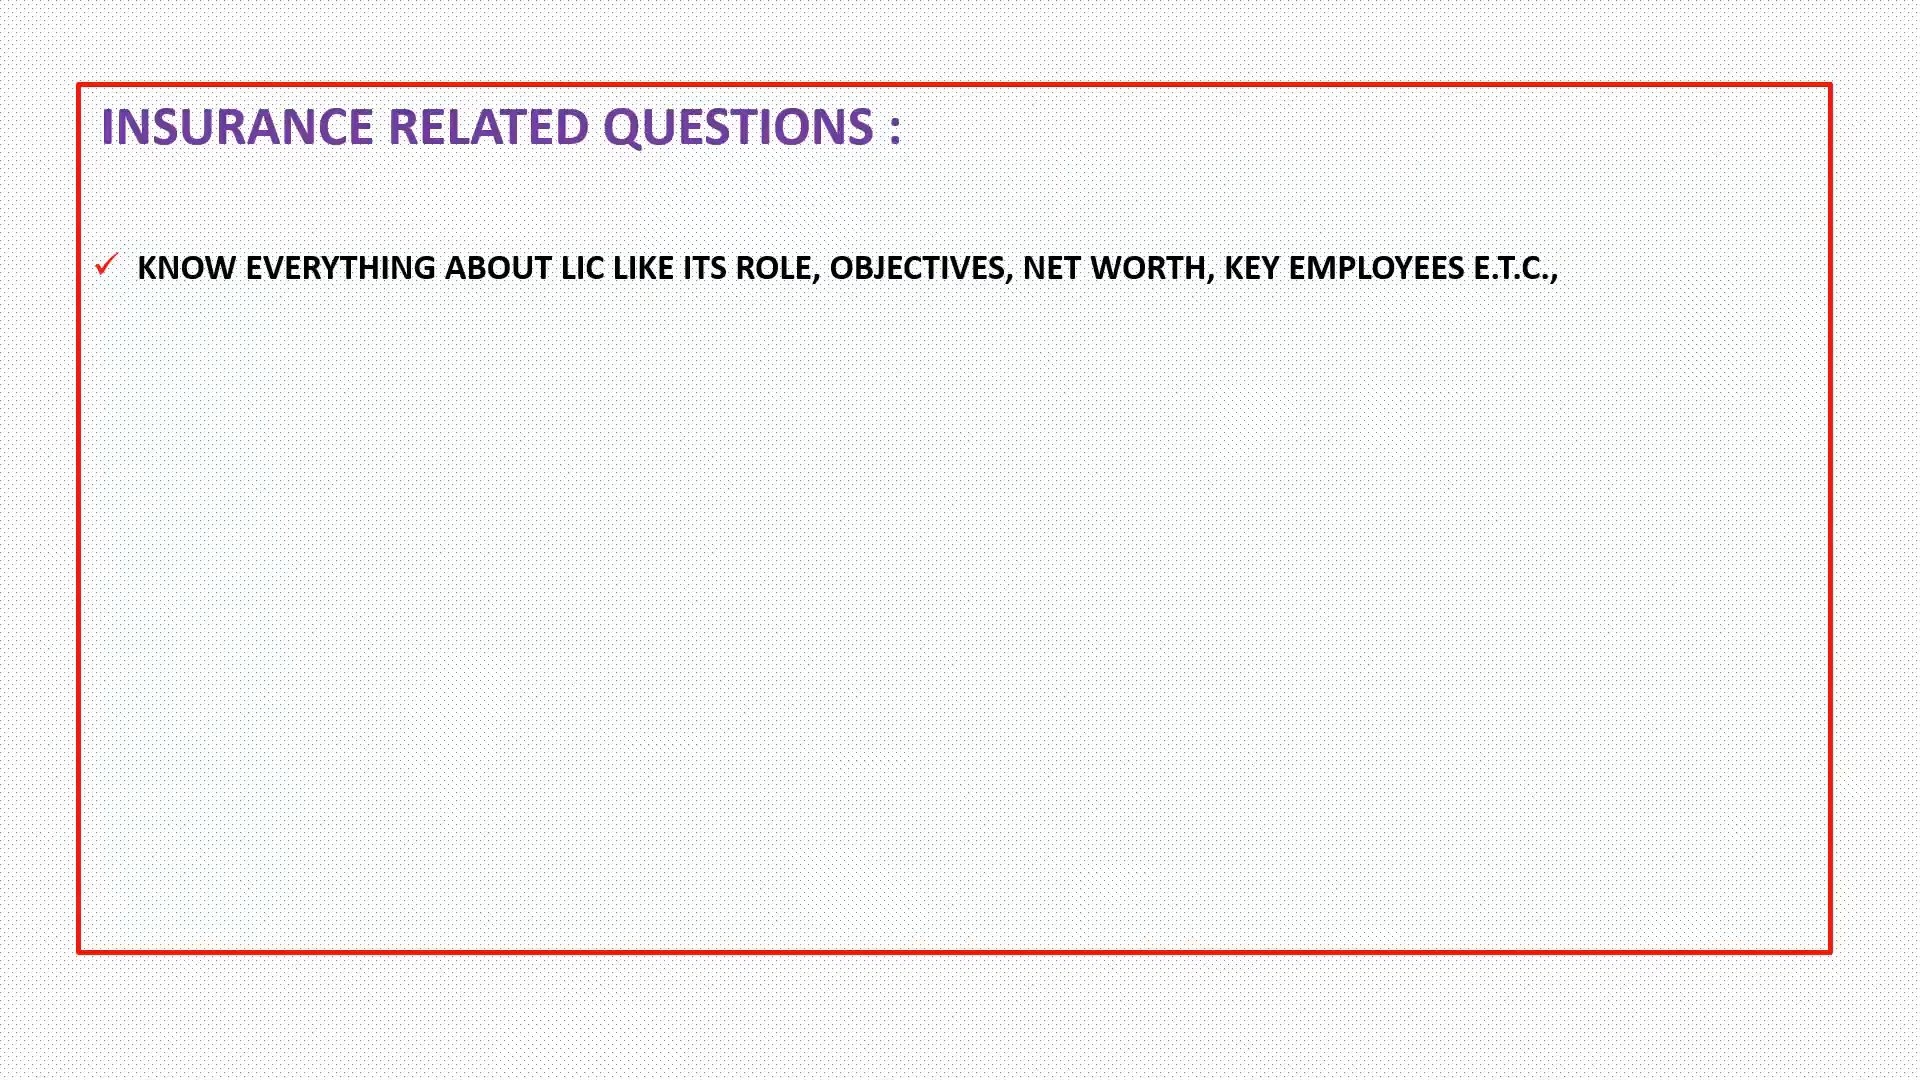 INSURANCE RELATED QUESTIONS :
✓ KNOW EVERYTHING ABOUT LIC LIKE ITS ROLE, OBJECTIVES, NET WORTH, KEY EMPLOYEES E.T.C.,